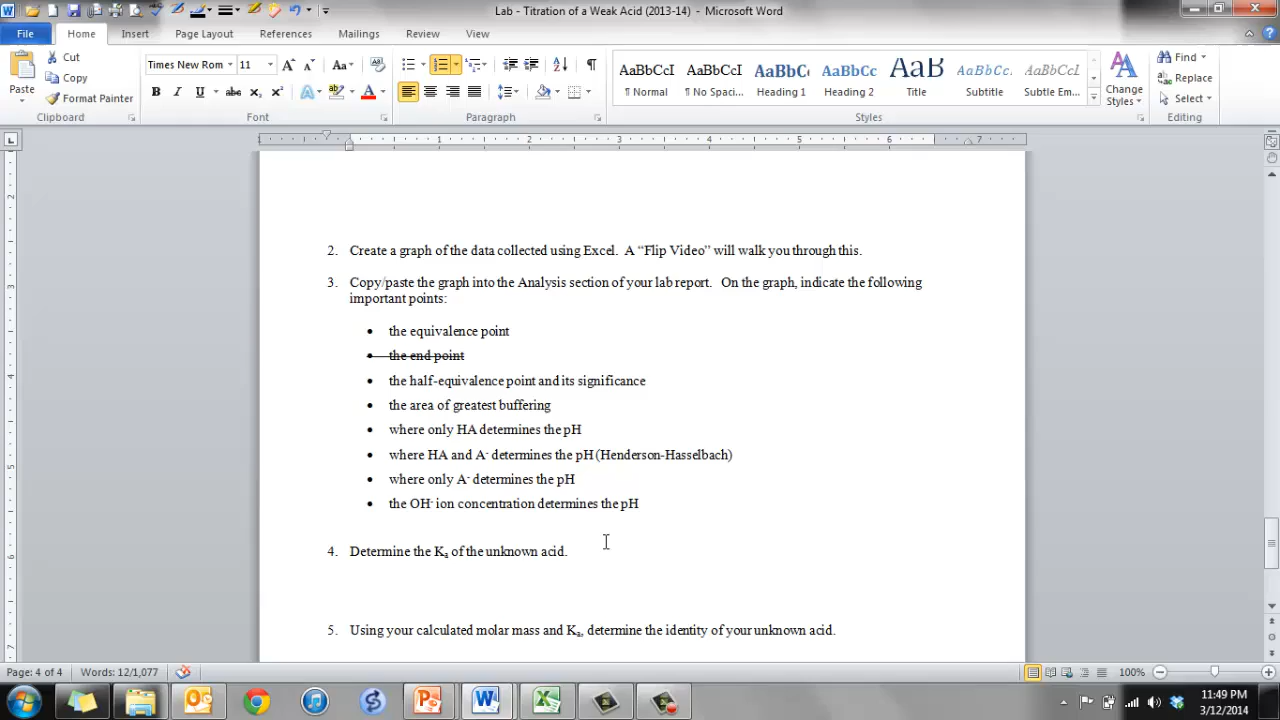 Lab - Titration of a Weak Acid (2013-14) - Microsoft Word
File Home Insert Page Layout References Mailings Review View
Paste
Cut
Copy
Format Painter
Clipboard
Times New Rom 11
Font
Paragraph
AaBbCcI AaBbCcI AaBbCc AaBbCc AaB AaBbCcI AaBbCcI
¶ Normal ¶ No Spaci... Heading 1 Heading 2 Title Subtitle Subtle Em...
Styles
Change Styles
Find
Replace
Select
Editing
2. Create a graph of the data collected using Excel. A “Flip Video” will walk you through this.
3. Copy/paste the graph into the Analysis section of your lab report. On the graph, indicate the following
important points:
• the equivalence point
• the end point
• the half-equivalence point and its significance
• the area of greatest buffering
• where only HA determines the pH
• where HA and A- determines the pH (Henderson-Hasselbach)
• where only A- determines the pH
• the OH- ion concentration determines the pH
4. Determine the Ka of the unknown acid.
5. Using your calculated molar mass and Ka, determine the identity of your unknown acid.
Page: 4 of 4 Words: 12/1,077 100%
11:49 PM
3/12/2014